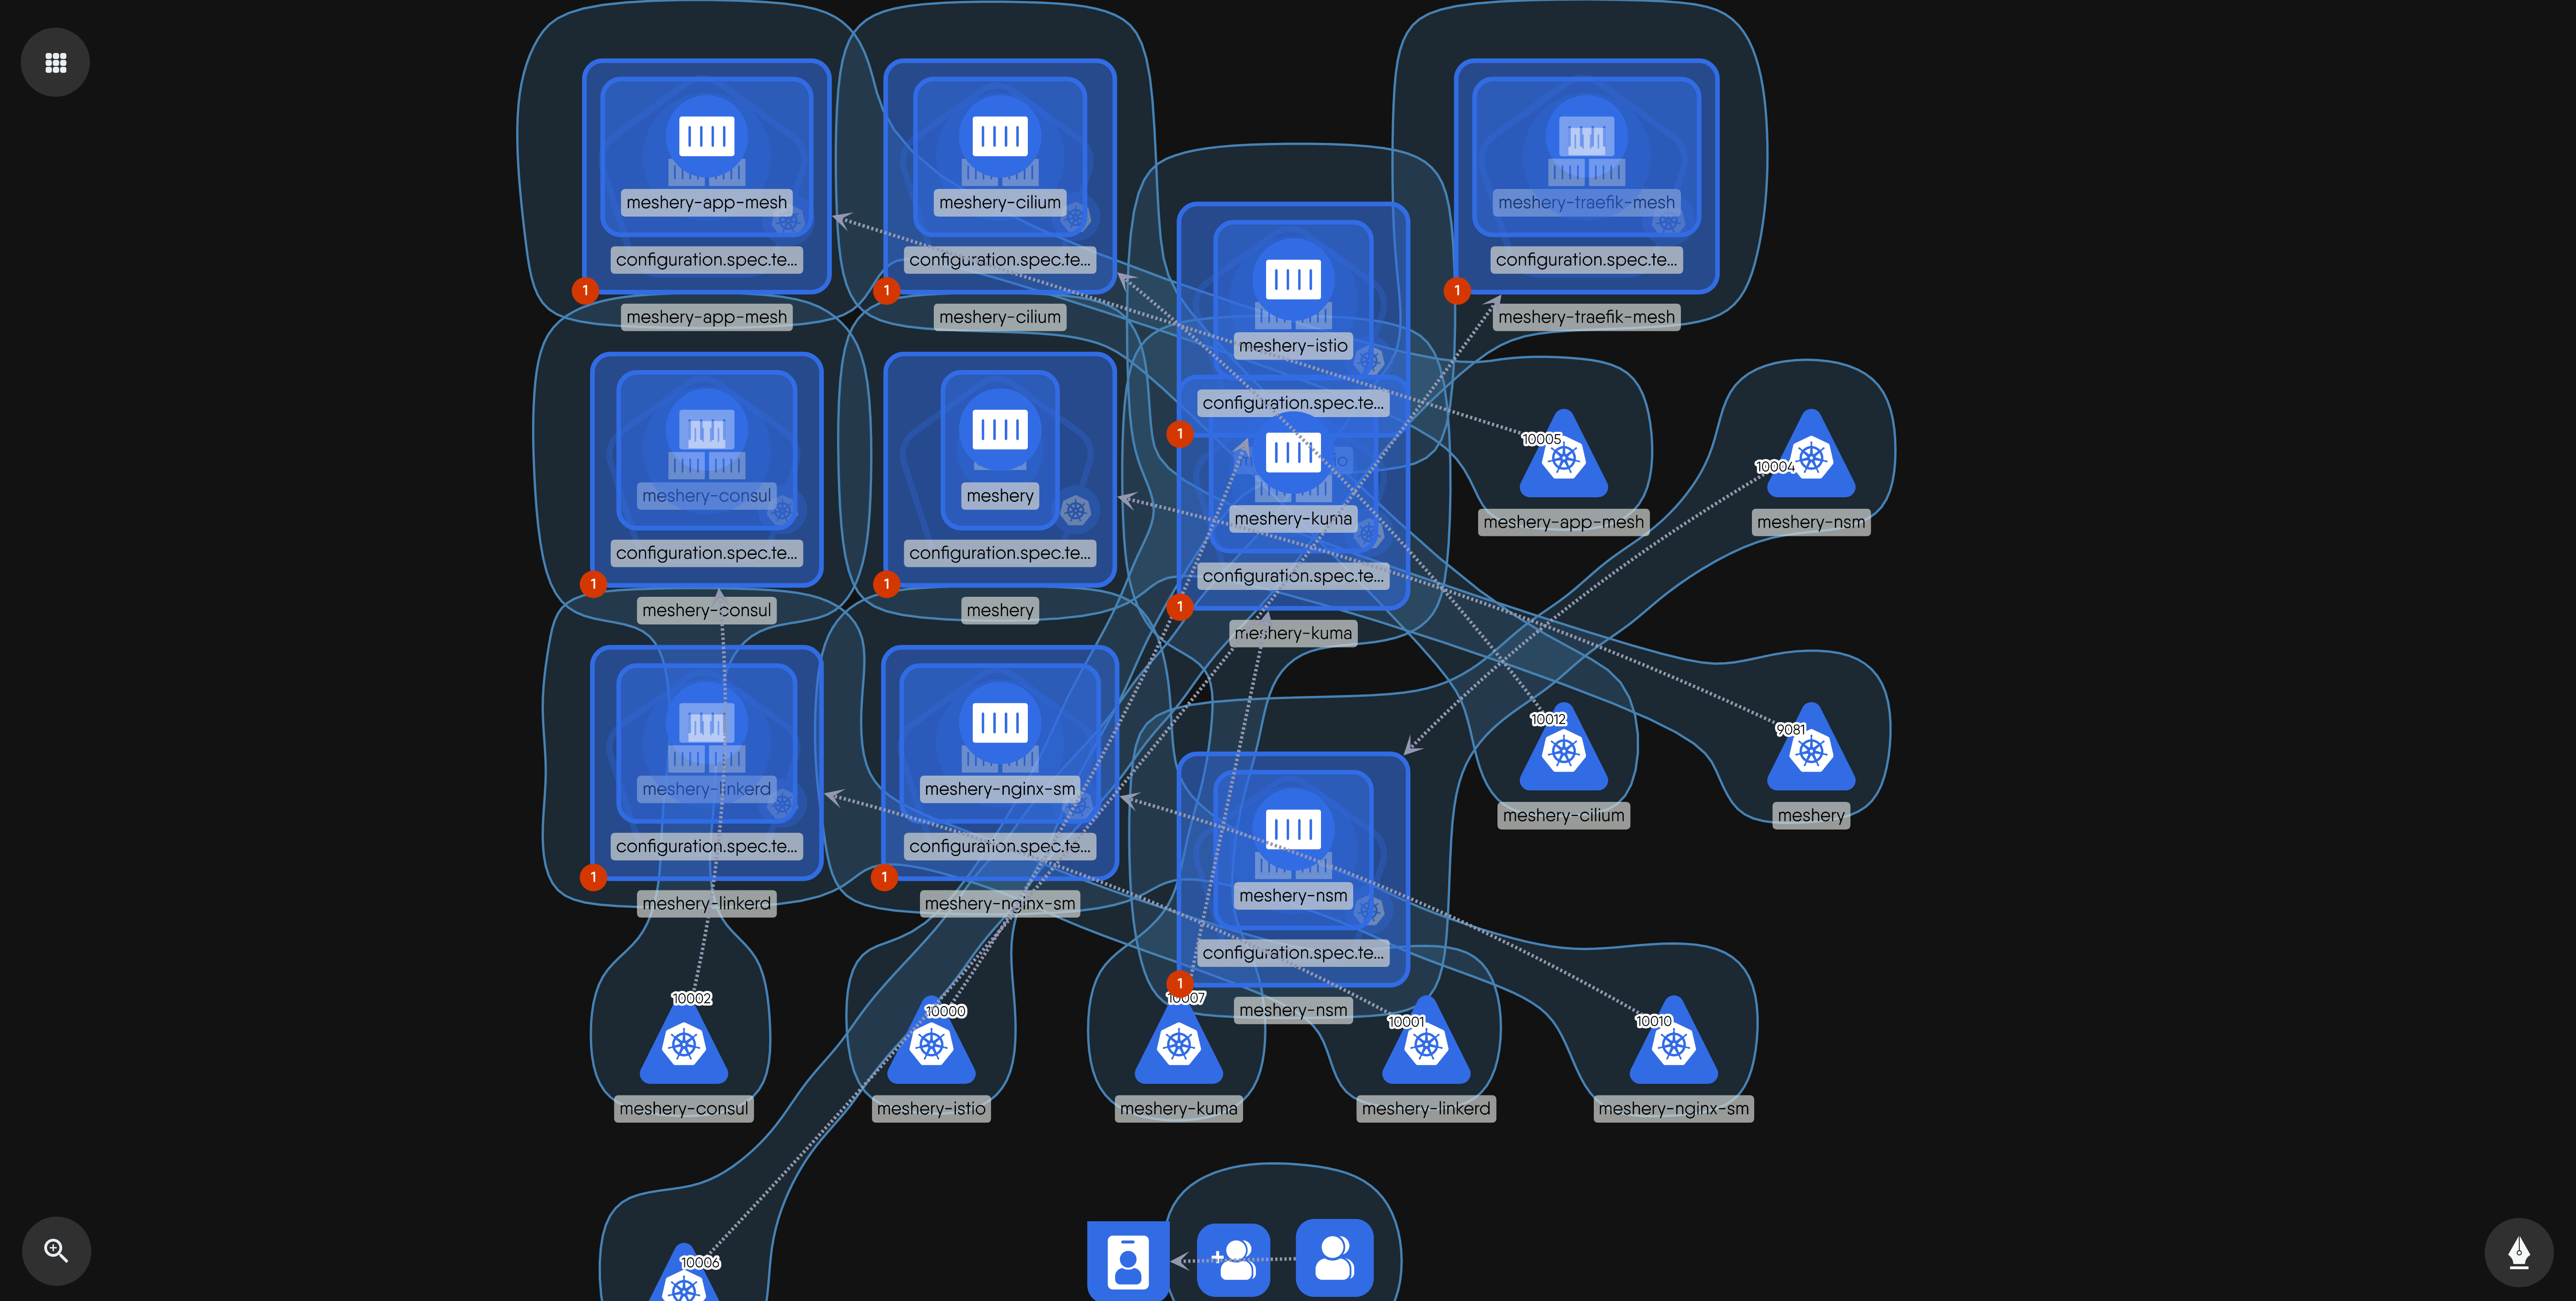 meshery-app-mesh
configuration.spec.te...
1
meshery-app-mesh
meshery-cilium
configuration.spec.te...
1
meshery-cilium
meshery-traefik-mesh
configuration.spec.te...
1
meshery-traefik-mesh
meshery-istio
configuration.spec.te...
1
meshery-consul
configuration.spec.te...
1
meshery-consul
meshery
configuration.spec.te...
1
meshery
meshery-kuma
configuration.spec.te...
1
meshery-kuma
10005
meshery-app-mesh
10004
meshery-nsm
meshery-linkerd
configuration.spec.te...
1
meshery-linkerd
meshery-nginx-sm
configuration.spec.te...
1
meshery-nginx-sm
meshery-nsm
configuration.spec.te...
1
meshery-nsm
10012
meshery-cilium
9081
meshery
10002
meshery-consul
10000
meshery-istio
10007
meshery-kuma
10001
meshery-linkerd
10010
meshery-nginx-sm
10006